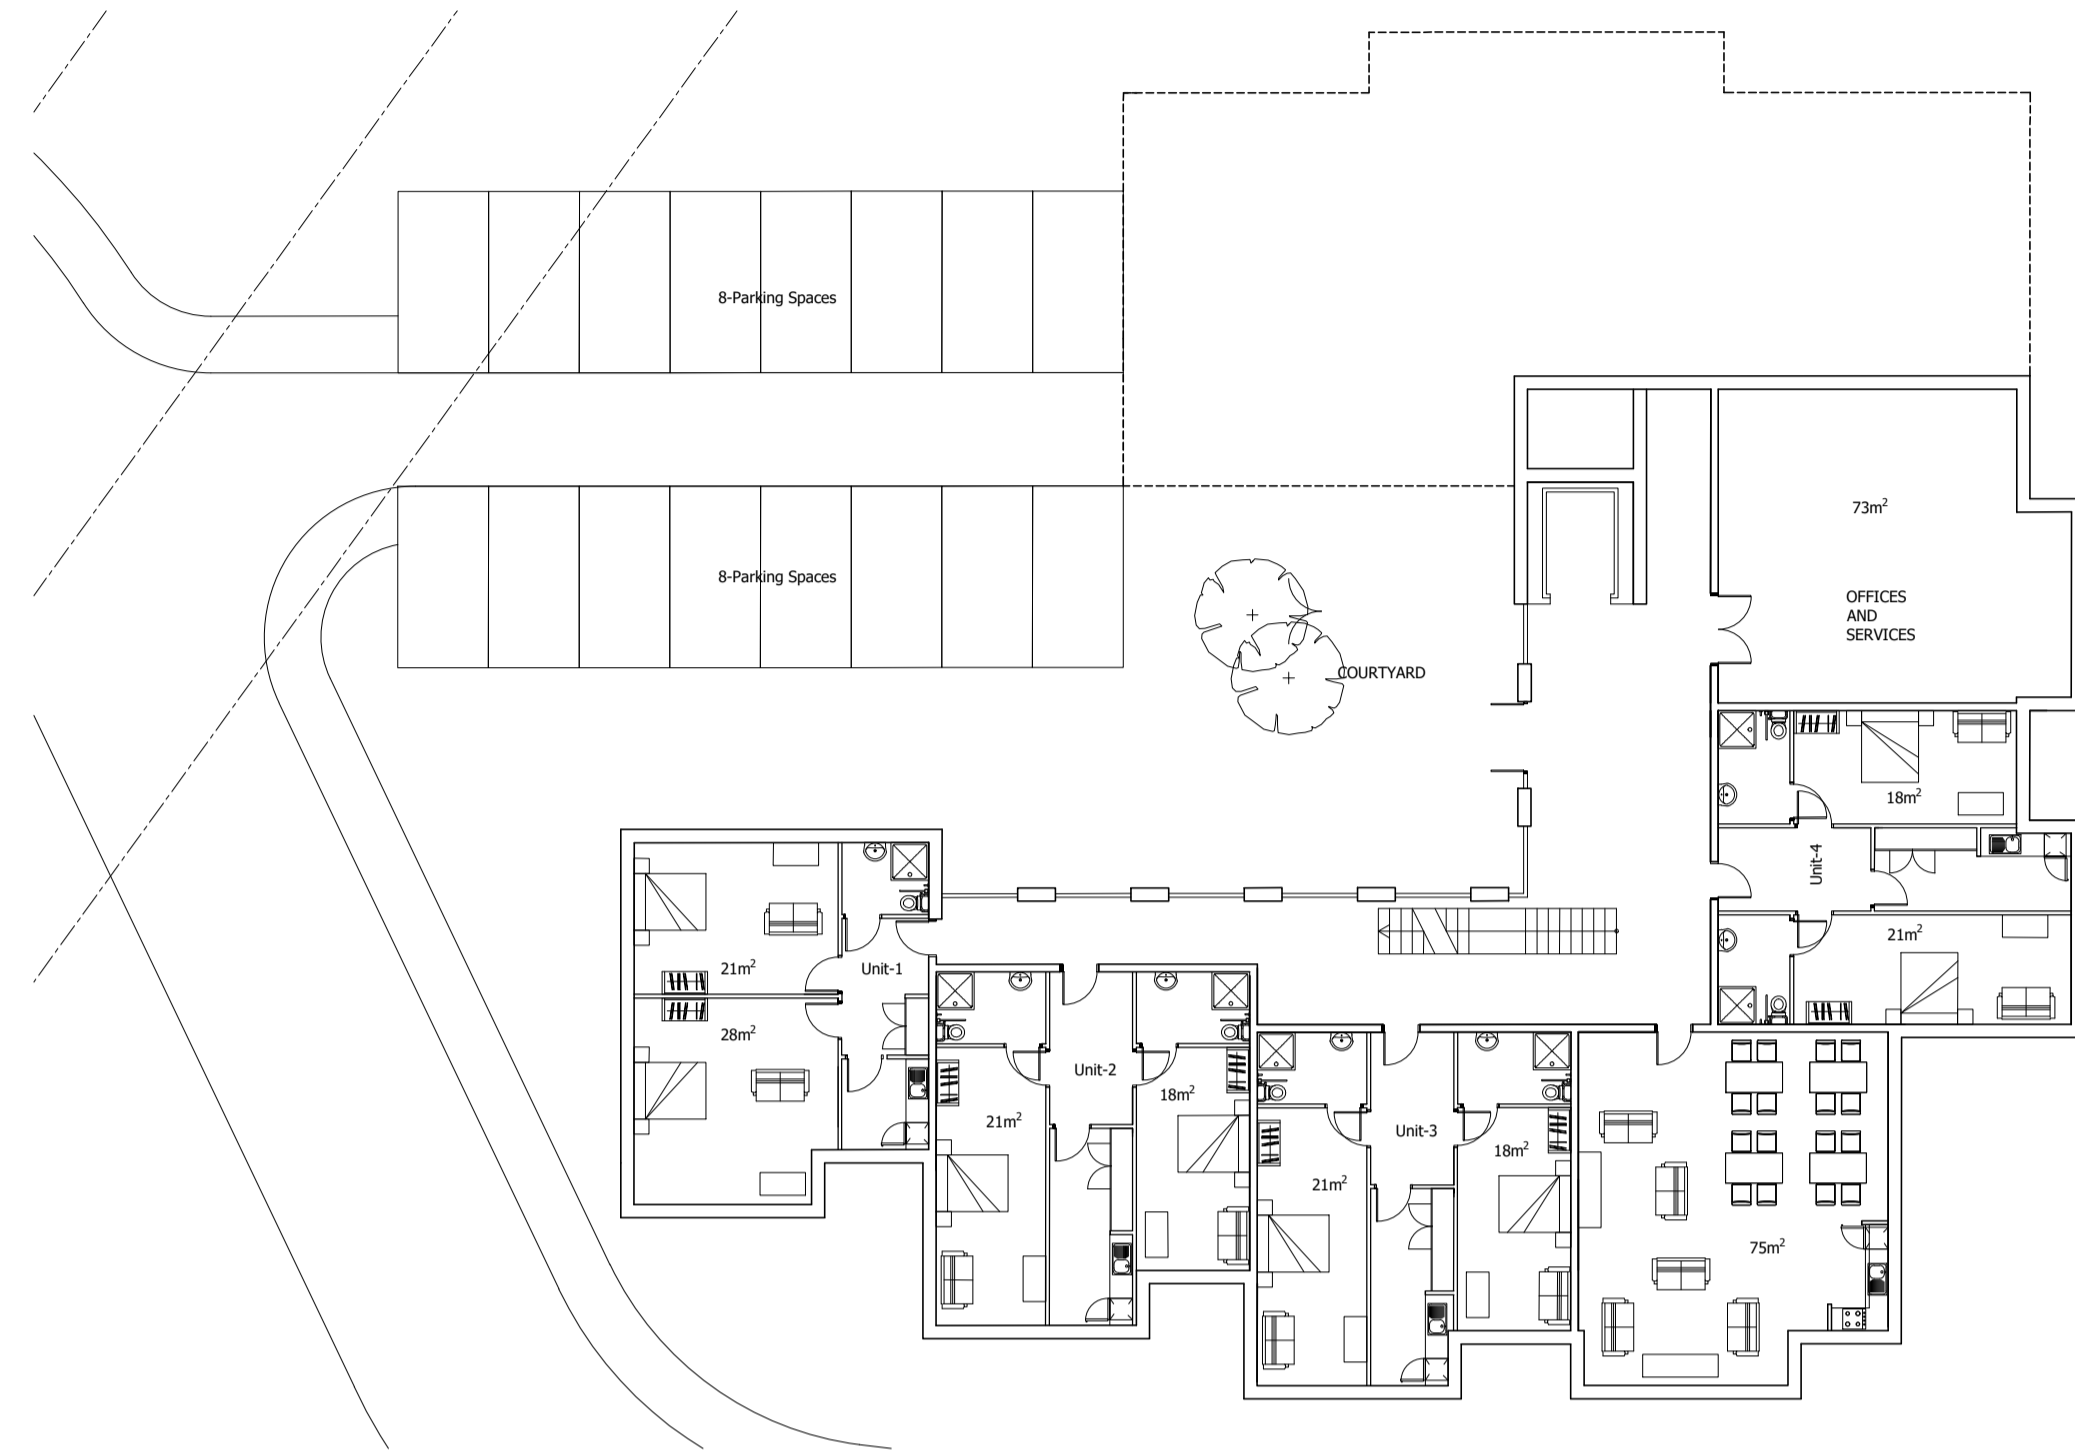 8-Parking Spaces
8-Parking Spaces
COURTYARD
73m²
OFFICES
AND
SERVICES
18m²
Unit-4
21m²
21m²
Unit-1
28m²
Unit-2
18m²
21m²
Unit-3
18m²
21m²
75m²